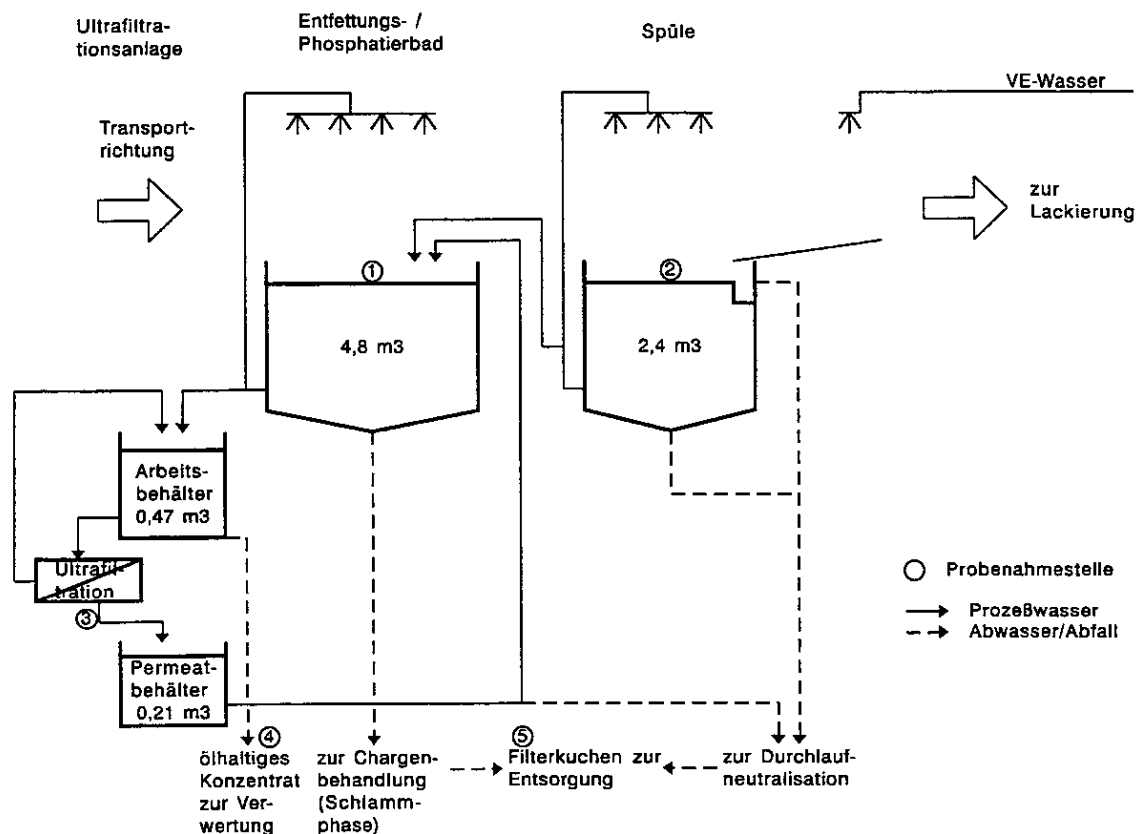 Ultrafiltra-
tionsanlage
Entfettungs- /
Phosphatierbad
Spüle
VE-Wasser
Transport-
richtung
zur
Lackierung
1
2
4,8 m3
2,4 m3
Arbeits-
behälter
0,47 m3
Ultrafil-
tration
3
Permeat-
behälter
0,21 m3
Probenahmestelle
Prozeßwasser
Abwasser/Abfall
4
ölhaltiges
Konzentrat
zur Ver-
wertung
zur Chargen-
behandlung
(Schlamm-
phase)
5
Filterkuchen zur
Entsorgung
zur Durchlauf-
neutralisation